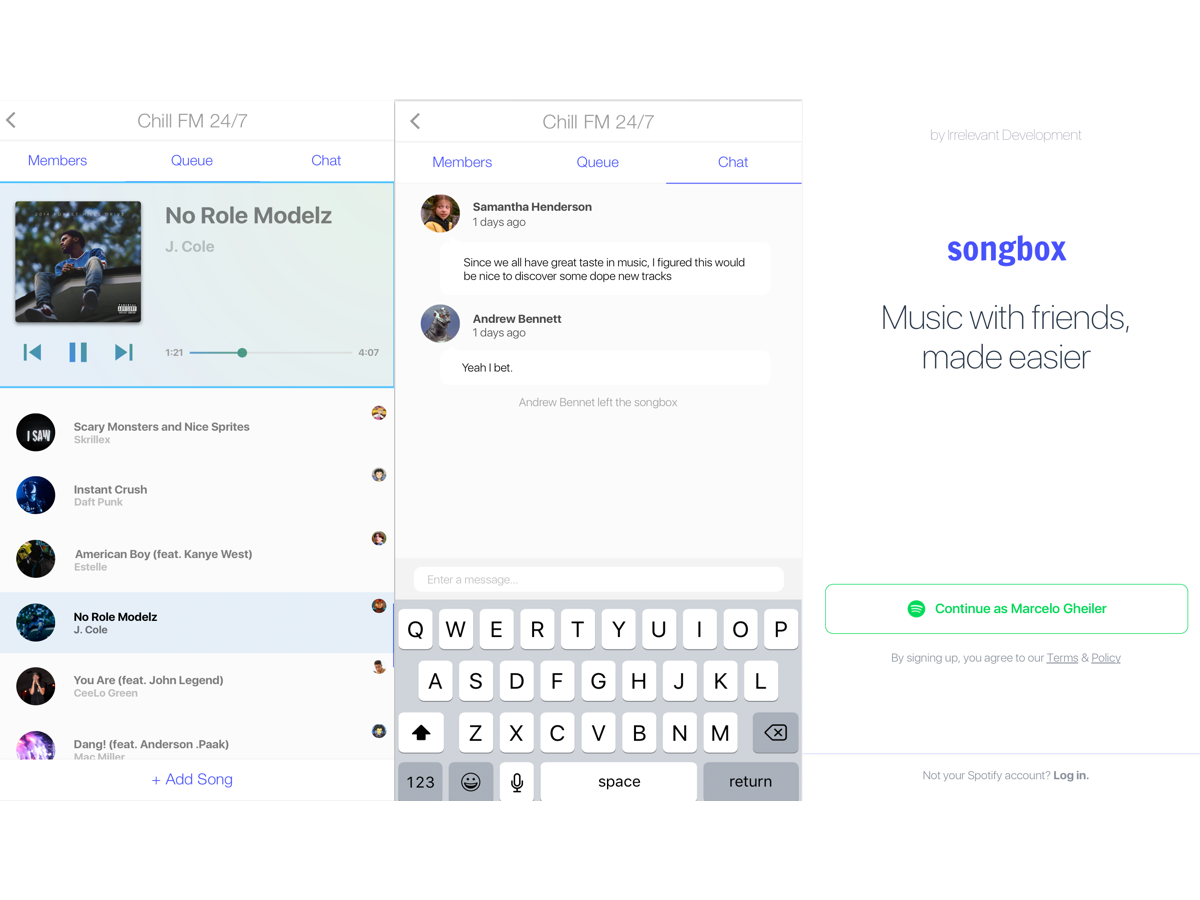 Chill FM 24/7
Members
Queue
Chat
No Role Modelz
J. Cole
1:21
4:07
I SAW
Scary Monsters and Nice Sprites
Skrillex
Instant Crush
Daft Punk
American Boy (feat. Kanye West)
Estelle
No Role Modelz
J. Cole
You Are (feat. John Legend)
CeeLo Green
Dang! (feat. Anderson .Paak)
Mac Miller
+ Add Song
Chill FM 24/7
Members
Queue
Chat
Samantha Henderson
1 days ago
Since we all have great taste in music, I figured this would
be nice to discover some dope new tracks
Andrew Bennett
1 days ago
Yeah I bet.
Andrew Bennet left the songbox
Enter a message...
Q W E R T Y U I O P
A S D F G H J K L
Z X C V B N M
123
space
return
by Irrelevant Development
songbox
Music with friends,
made easier
Continue as Marcelo Gheiler
By signing up, you agree to our Terms & Policy
Not your Spotify account? Log in.